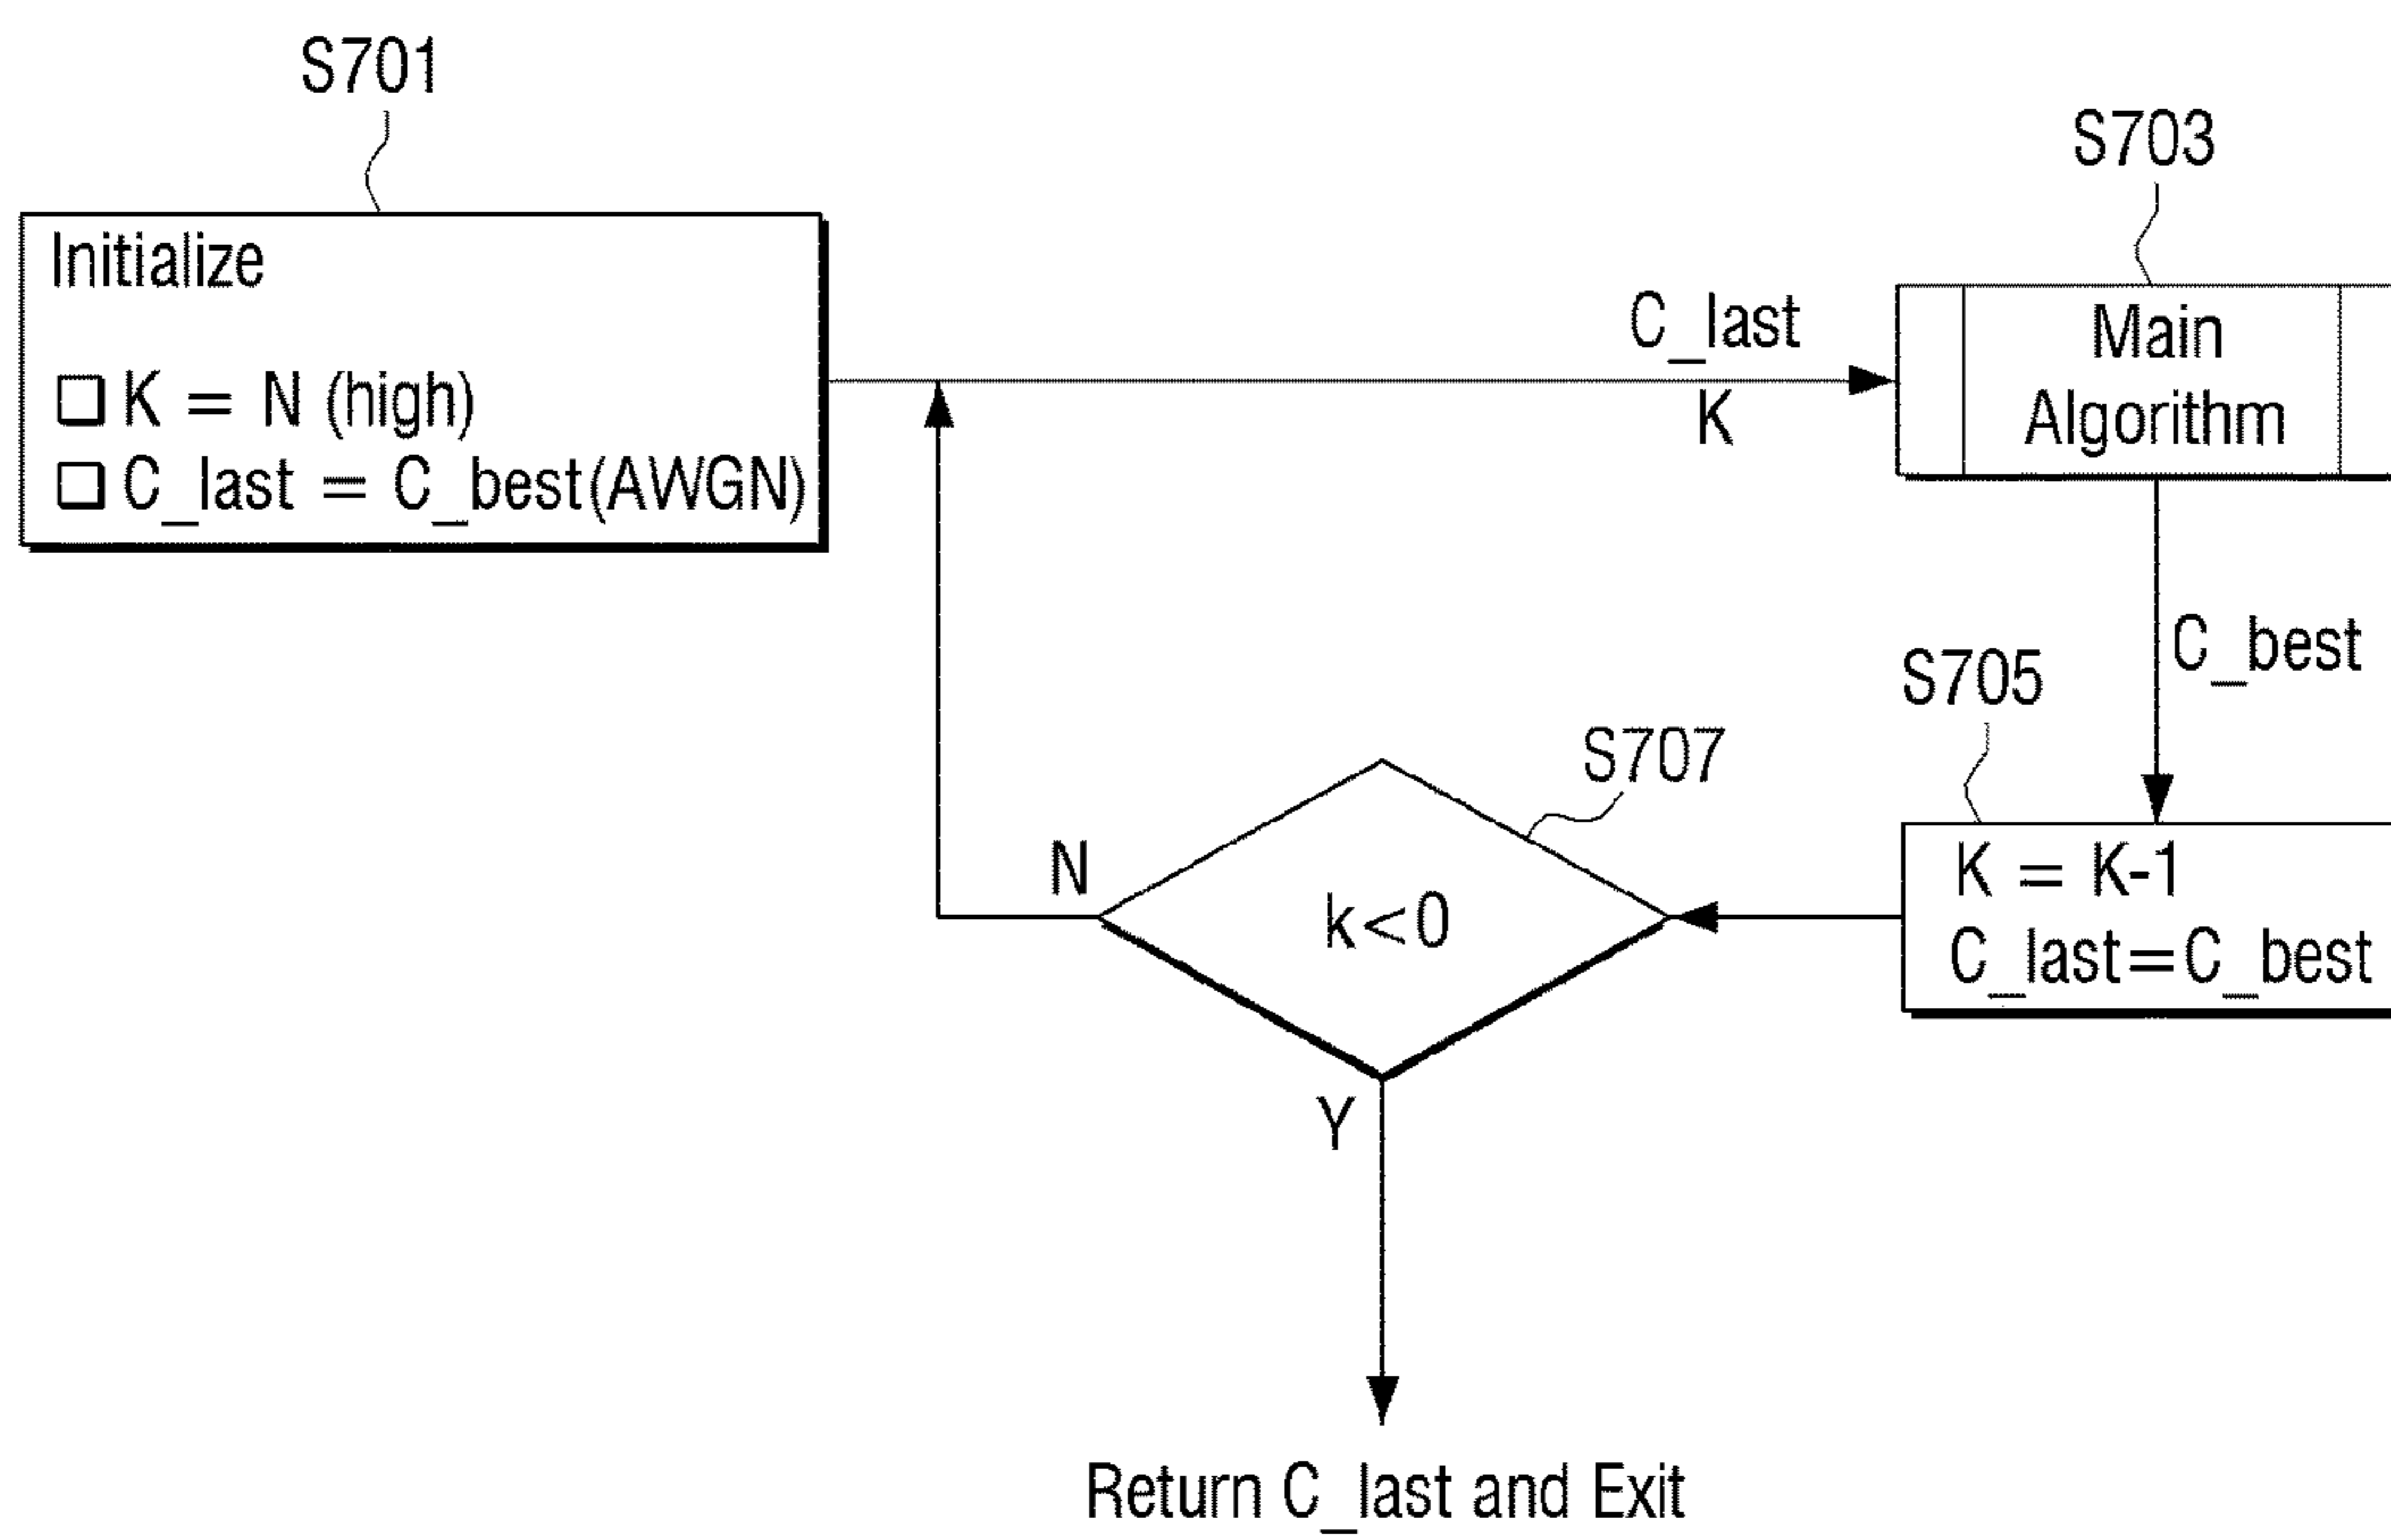 S701
Initialize
K = N (high)
C_last = C_best(AWGN)
S703
C_last
K
Main
Algorithm
C_best
S705
K = K-1
C_last=C_best
S707
k<0
N
Y
Return C_last and Exit